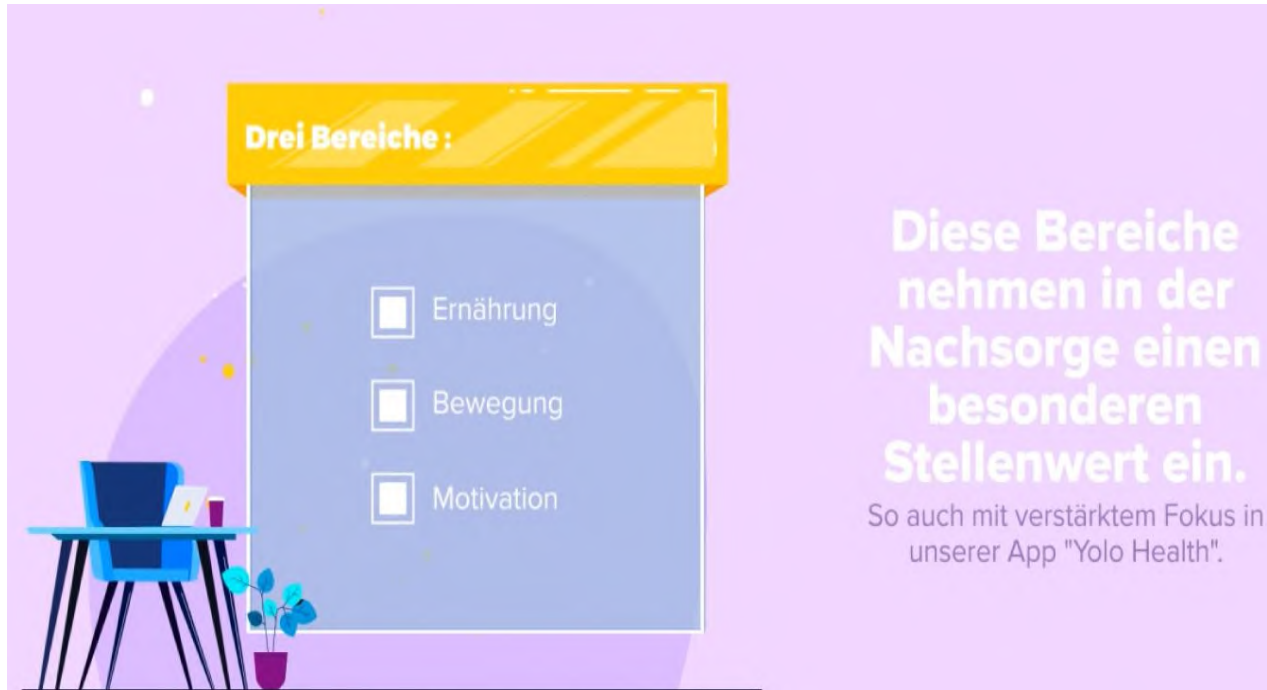 Drei Bereiche :
Ernährung
Bewegung
Motivation
Diese Bereiche
nehmen in der
Nachsorge einen
besonderen
Stellenwert ein.
So auch mit verstärktem Fokus in
unserer App "Yolo Health".